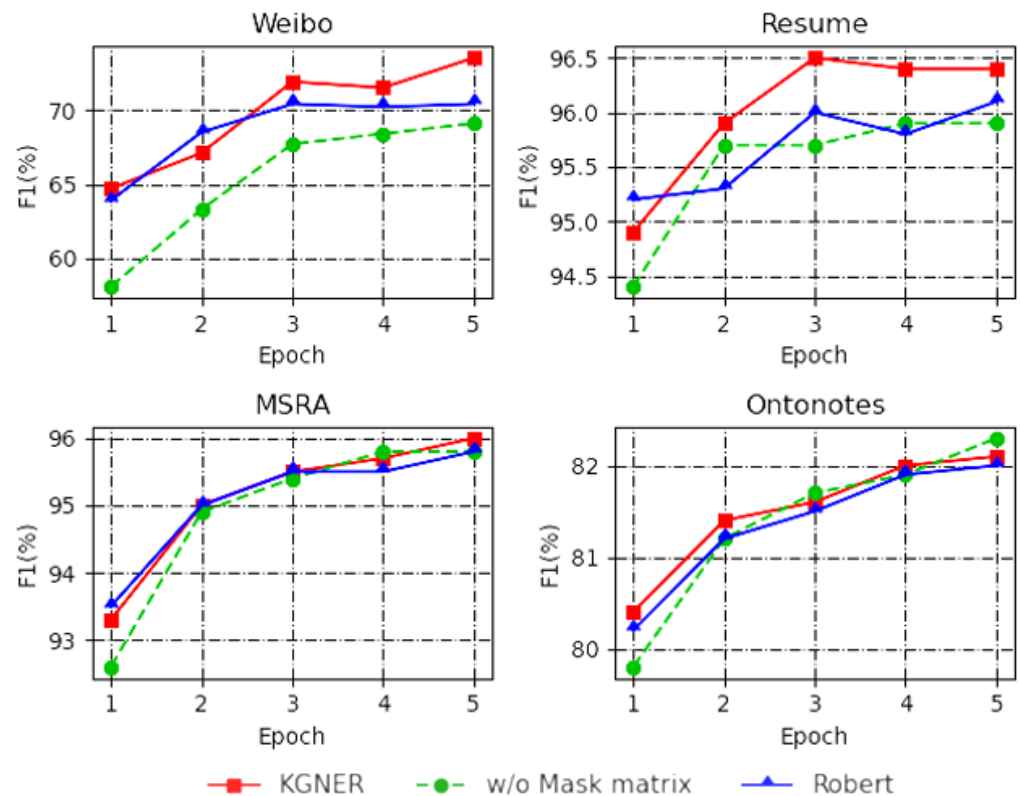 Weibo
F1(%)
70
65
60
1 2 3 4 5
Epoch
Resume
F1(%)
96.5
96.0
95.5
95.0
94.5
1 2 3 4 5
Epoch
MSRA
F1(%)
96
95
94
93
1 2 3 4 5
Epoch
Ontonotes
F1(%)
82
81
80
1 2 3 4 5
Epoch
KGNER w/o Mask matrix Robert